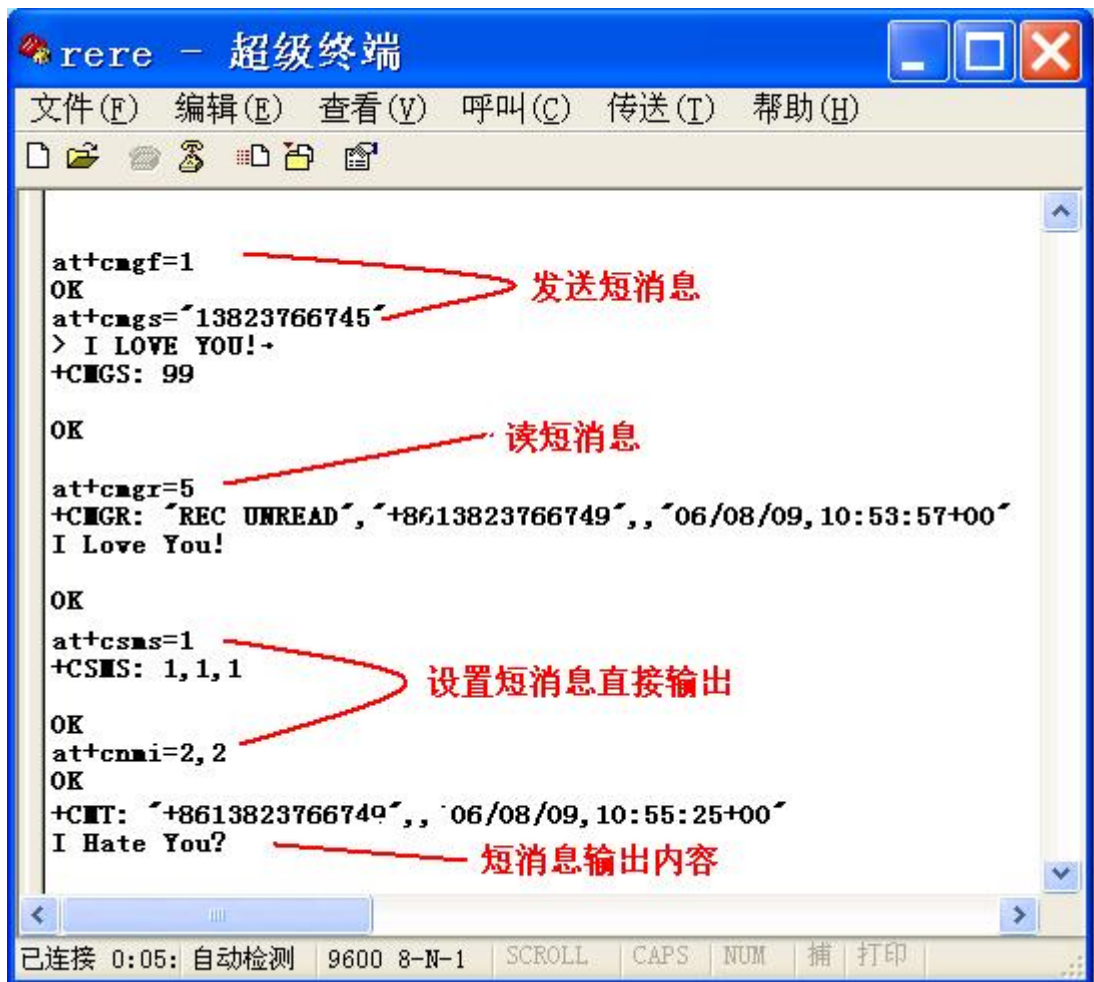 rere - 超级终端
文件(F) 编辑(E) 查看(V) 呼叫(C) 传送(T) 帮助(H)
at+cmgf=1
OK
发送短消息
at+cmgs="13823766745"
> I LOVE YOU!→
+CMGS: 99
OK
读短消息
at+cmgr=5
+CMGR: "REC UNREAD","+8613823766749",,"06/08/09,10:53:57+00"
I Love You!
OK
at+csms=1
+CSMS: 1,1,1
设置短消息直接输出
OK
at+cnmi=2,2
OK
+CMT: "+8613823766749",,"06/08/09,10:55:25+00"
I Hate You?
短消息输出内容
已连接 0:05: 自动检测 9600 8-N-1 SCROLL CAPS NUM 捕 打印